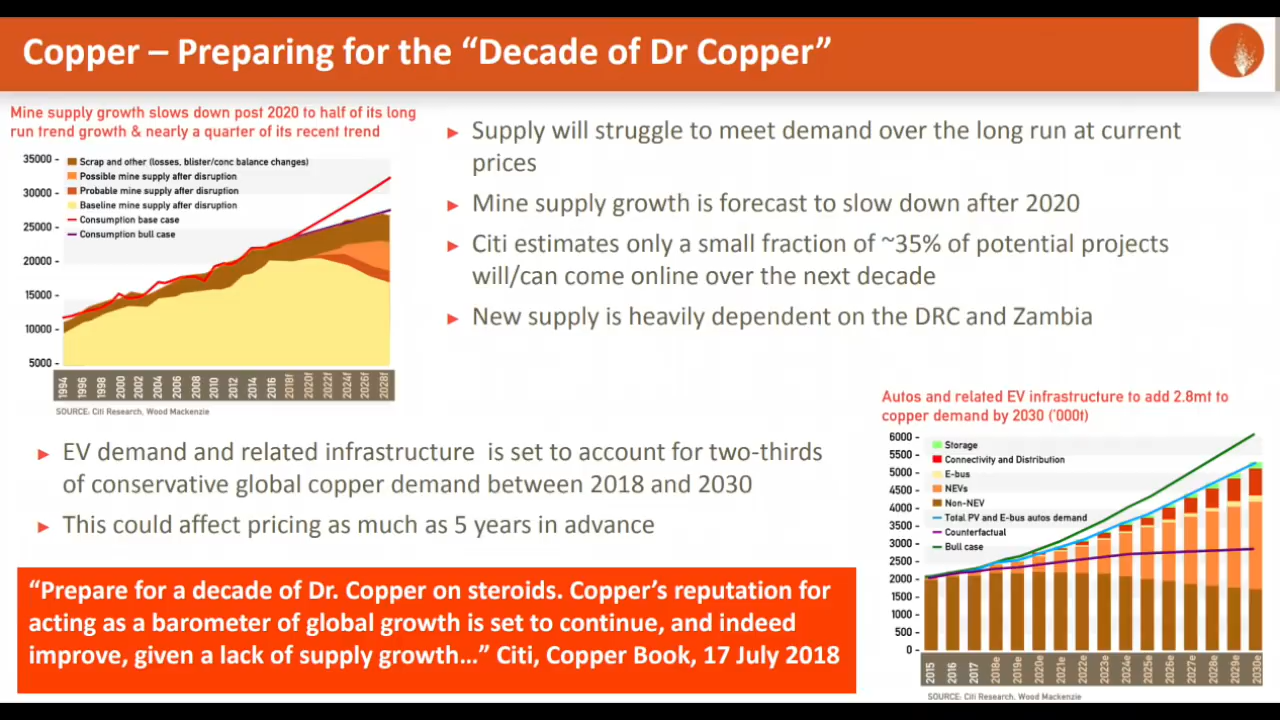 Copper – Preparing for the “Decade of Dr Copper”
Mine supply growth slows down post 2020 to half of its long
run trend growth & nearly a quarter of its recent trend
35000
30000
25000
20000
15000
10000
5000
Scrap and other (losses, blister/conc balance changes)
Possible mine supply after disruption
Probable mine supply after disruption
Baseline mine supply after disruption
Consumption base case
Consumption bull case
1994 1996 1998 2000 2002 2004 2006 2008 2010 2012 2014 2016 2018f 2020f 2022f 2024f 2026f 2028f
SOURCE: Citi Research, Wood Mackenzie
Supply will struggle to meet demand over the long run at current
prices
Mine supply growth is forecast to slow down after 2020
Citi estimates only a small fraction of ~35% of potential projects
will/can come online over the next decade
New supply is heavily dependent on the DRC and Zambia
EV demand and related infrastructure is set to account for two-thirds
of conservative global copper demand between 2018 and 2030
This could affect pricing as much as 5 years in advance
“Prepare for a decade of Dr. Copper on steroids. Copper’s reputation for
acting as a barometer of global growth is set to continue, and indeed
improve, given a lack of supply growth…” Citi, Copper Book, 17 July 2018
Autos and related EV infrastructure to add 2.8mt to
copper demand by 2030 (’000t)
6000
5500
5000
4500
4000
3500
3000
2500
2000
1500
1000
500
0
Storage
Connectivity and Distribution
E-bus
NEVs
Non-NEV
Total PV and E-bus autos demand
Counterfactual
Bull case
2015 2016 2017 2018e 2019e 2020e 2021e 2022e 2023e 2024e 2025e 2026e 2027e 2028e 2029e 2030e
SOURCE: Citi Research, Wood Mackenzie